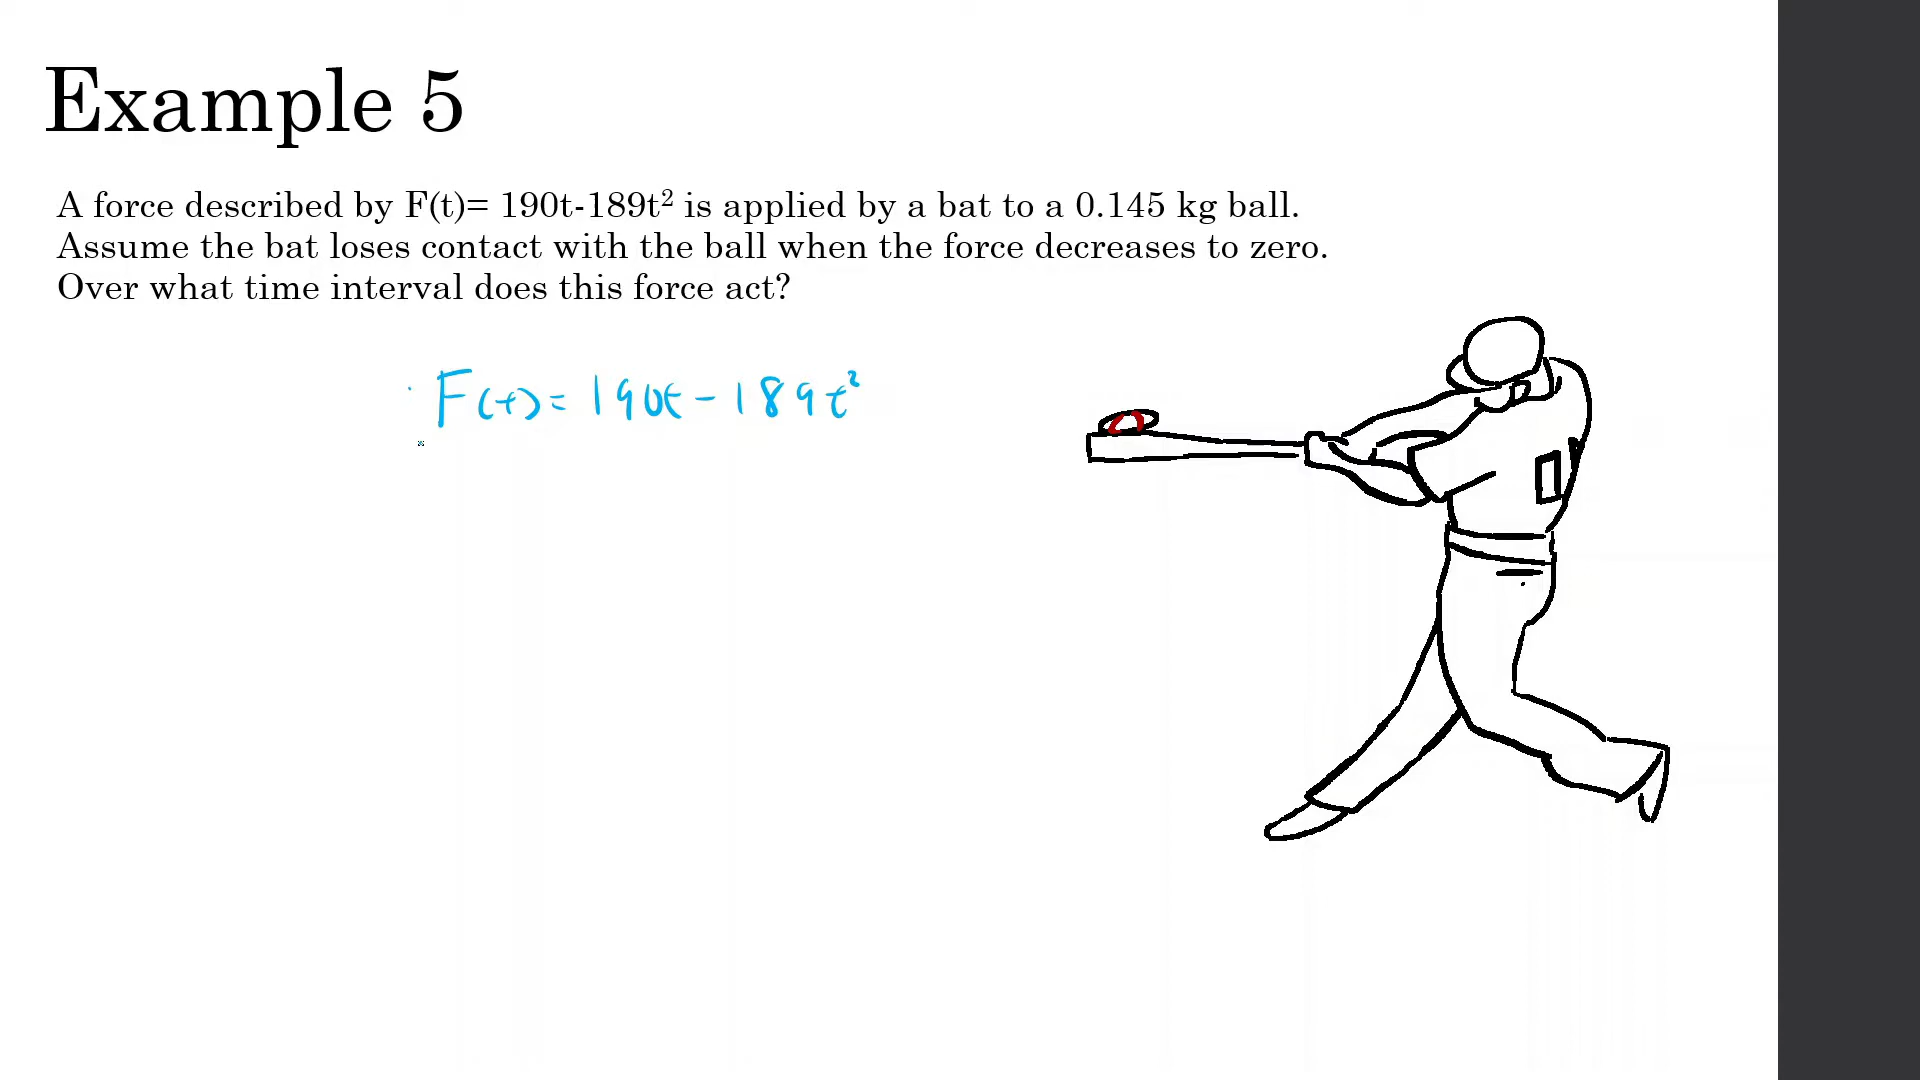 Example 5
A force described by F(t)= 190t-189t² is applied by a bat to a 0.145 kg ball.
Assume the bat loses contact with the ball when the force decreases to zero.
Over what time interval does this force act?
F(t)= 190t - 189t²